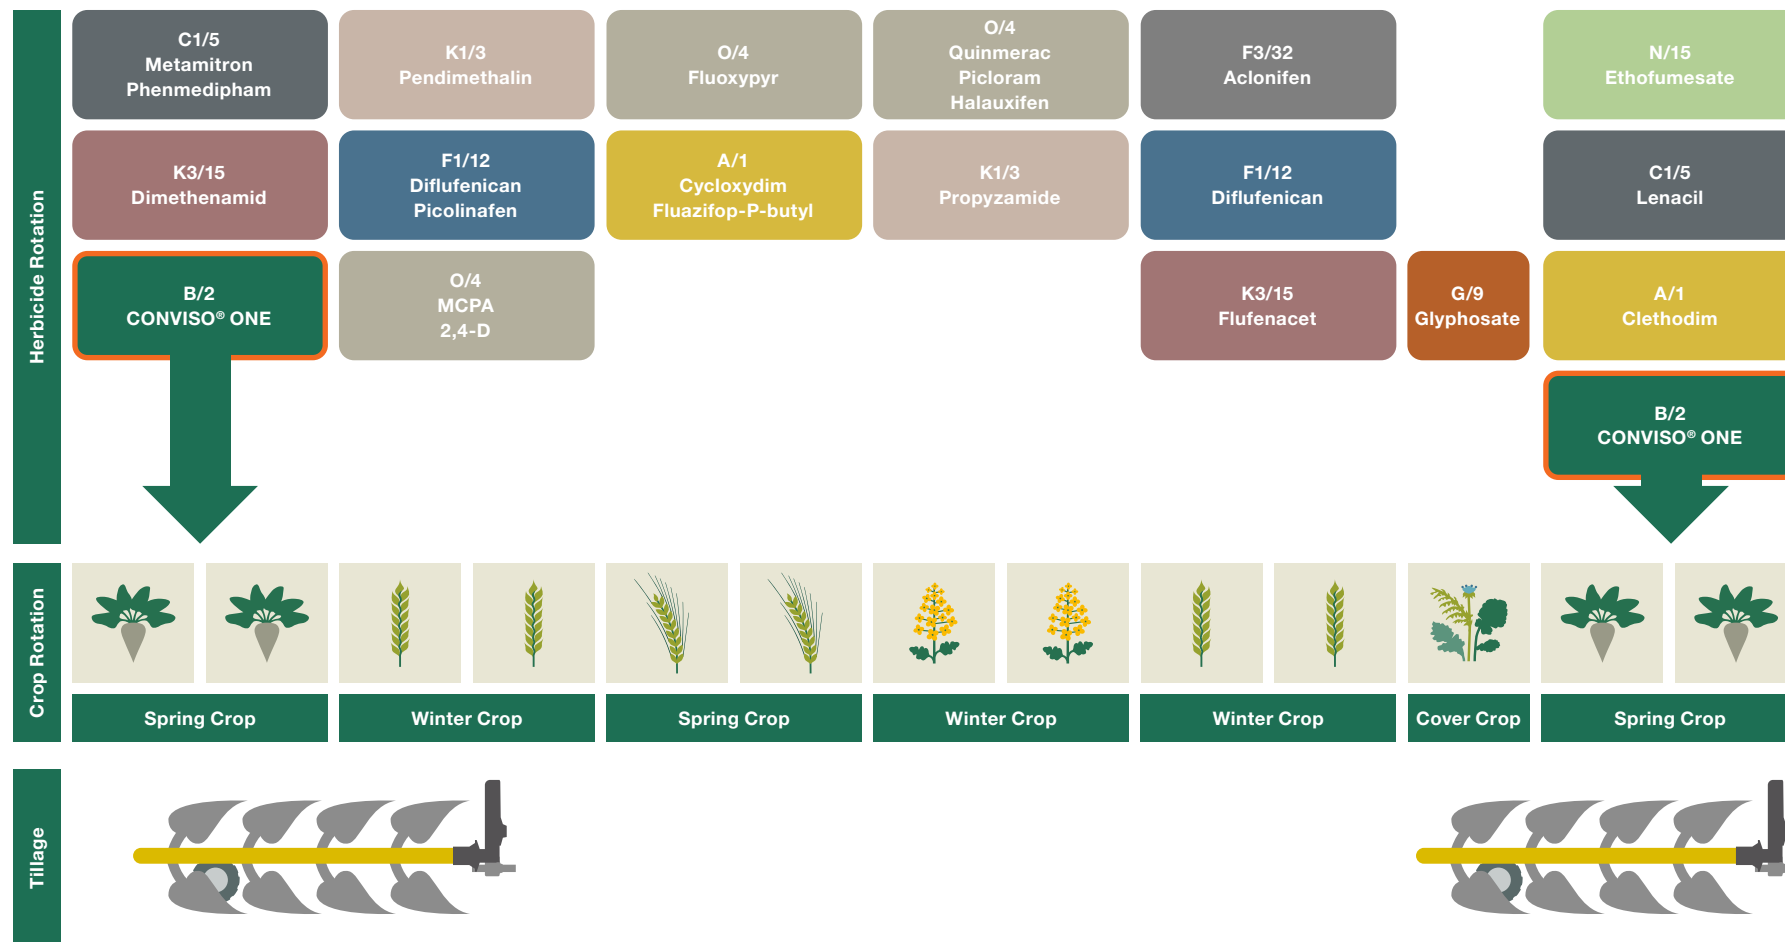 Herbicide Rotation
C1/5
Metamitron
Phenmedipham
K1/3
Pendimethalin
O/4
Fluoxypyr
O/4
Quinmerac
Picloram
Halauxifen
F3/32
Aclonifen
N/15
Ethofumesate
K3/15
Dimethenamid
F1/12
Diflufenican
Picolinafen
A/1
Cycloxydim
Fluazifop-P-butyl
K1/3
Propyzamide
F1/12
Diflufenican
C1/5
Lenacil
B/2
CONVISO® ONE
O/4
MCPA
2,4-D
K3/15
Flufenacet
G/9
Glyphosate
A/1
Clethodim
B/2
CONVISO® ONE
Crop Rotation
Spring Crop
Winter Crop
Spring Crop
Winter Crop
Winter Crop
Cover Crop
Spring Crop
Tillage